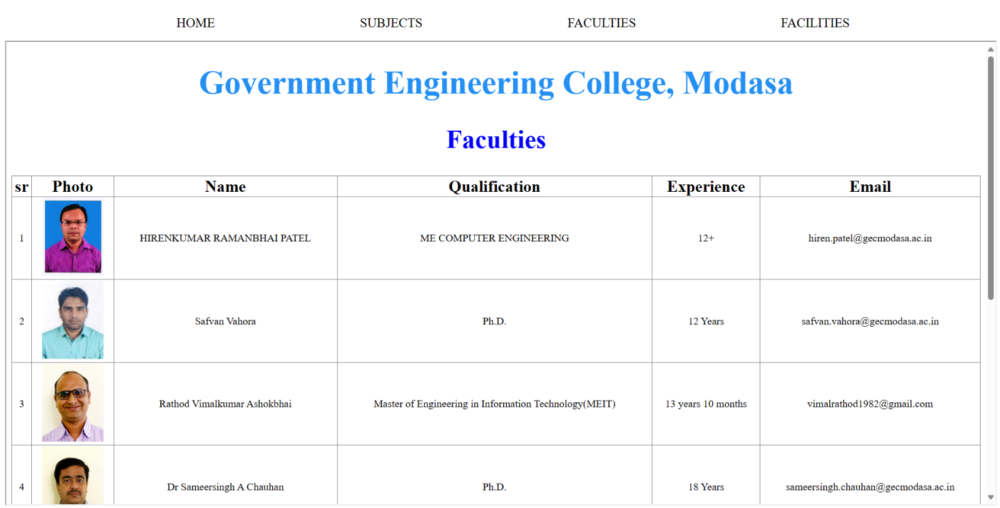 HOME SUBJECTS FACULTIES FACILITIES
Government Engineering College, Modasa
Faculties
sr Photo Name Qualification Experience Email
1 HIRENKUMAR RAMANBHAI PATEL ME COMPUTER ENGINEERING 12+ hiren.patel@gecmodasa.ac.in
2 Safvan Vahora Ph.D. 12 Years safvan.vahora@gecmodasa.ac.in
3 Rathod Vimalkumar Ashokbhai Master of Engineering in Information Technology(MEIT) 13 years 10 months vimalrathod1982@gmail.com
4 Dr Sameersingh A Chauhan Ph.D. 18 Years sameersingh.chauhan@gecmodasa.ac.in